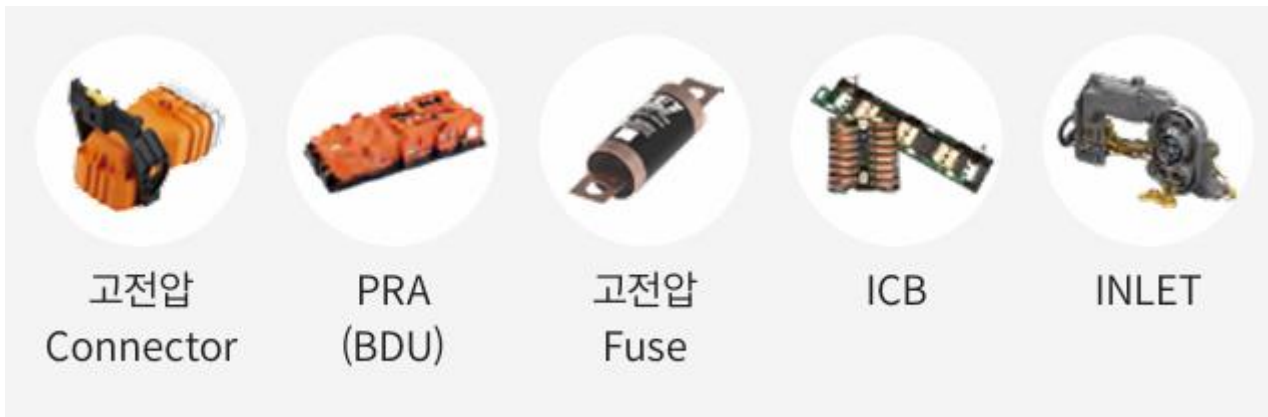 고전압
Connector
PRA
(BDU)
고전압
Fuse
ICB
INLET